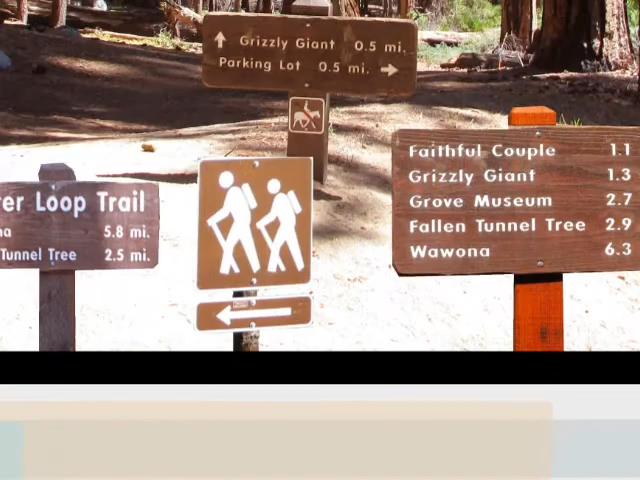 Grizzly Giant 0.5 mi.
Parking Lot 0.5 mi.
er Loop Trail
5.8 mi.
Tunnel Tree 2.5 mi.
Faithful Couple 1.1
Grizzly Giant 1.3
Grove Museum 2.7
Fallen Tunnel Tree 2.9
Wawona 6.3